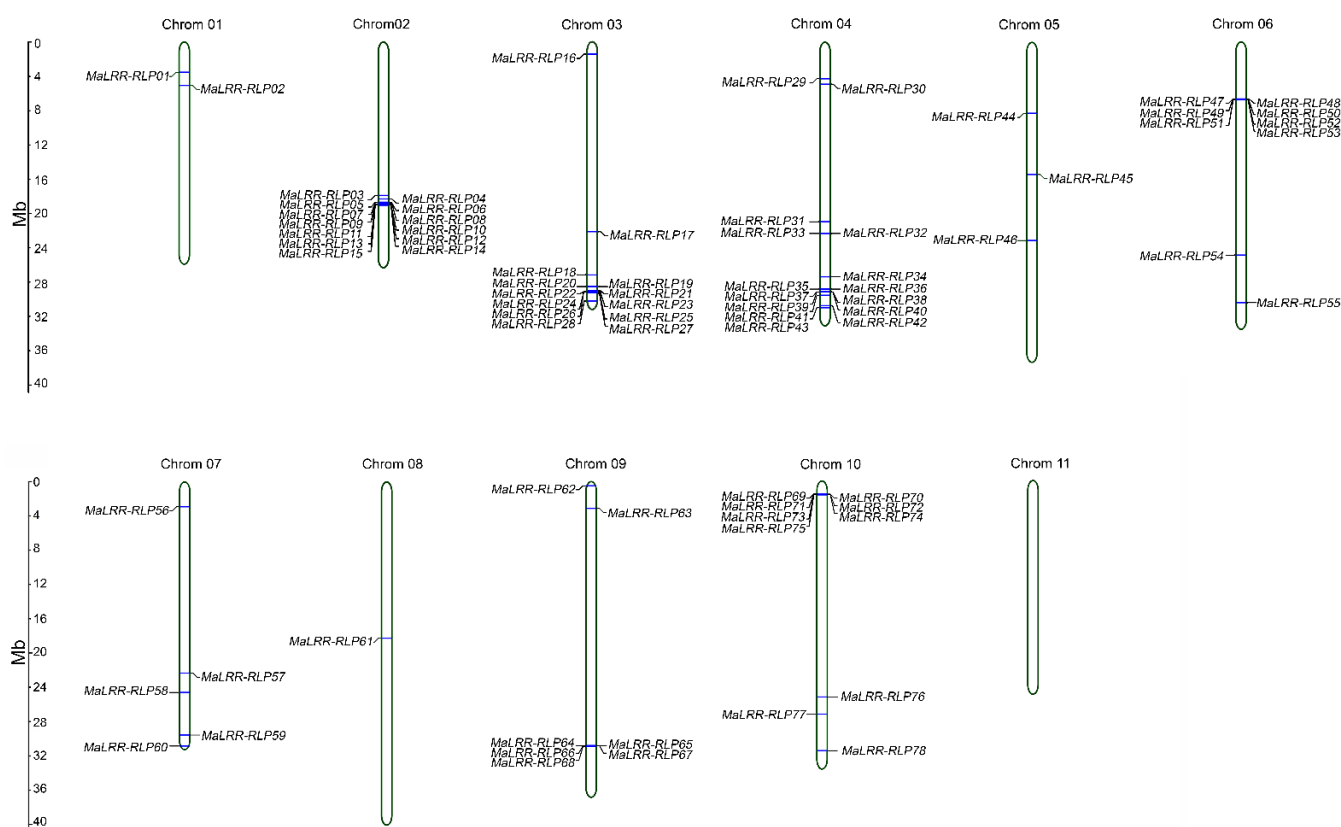 Chrom 01
Chrom02
Chrom 03
Chrom 04
Chrom 05
Chrom 06
Mb
0
4
8
12
16
20
24
28
32
36
40
MaLRR-RLP01
MaLRR-RLP02
MaLRR-RLP03
MaLRR-RLP04
MaLRR-RLP05
MaLRR-RLP06
MaLRR-RLP07
MaLRR-RLP08
MaLRR-RLP09
MaLRR-RLP10
MaLRR-RLP11
MaLRR-RLP12
MaLRR-RLP13
MaLRR-RLP14
MaLRR-RLP15
MaLRR-RLP16
MaLRR-RLP17
MaLRR-RLP18
MaLRR-RLP19
MaLRR-RLP20
MaLRR-RLP21
MaLRR-RLP22
MaLRR-RLP23
MaLRR-RLP24
MaLRR-RLP25
MaLRR-RLP26
MaLRR-RLP27
MaLRR-RLP28
MaLRR-RLP29
MaLRR-RLP30
MaLRR-RLP31
MaLRR-RLP32
MaLRR-RLP33
MaLRR-RLP34
MaLRR-RLP35
MaLRR-RLP36
MaLRR-RLP37
MaLRR-RLP38
MaLRR-RLP39
MaLRR-RLP40
MaLRR-RLP41
MaLRR-RLP42
MaLRR-RLP43
MaLRR-RLP44
MaLRR-RLP45
MaLRR-RLP46
MaLRR-RLP47
MaLRR-RLP48
MaLRR-RLP49
MaLRR-RLP50
MaLRR-RLP51
MaLRR-RLP52
MaLRR-RLP53
MaLRR-RLP54
MaLRR-RLP55
Chrom 07
Chrom 08
Chrom 09
Chrom 10
Chrom 11
Mb
0
4
8
12
16
20
24
28
32
36
40
MaLRR-RLP56
MaLRR-RLP57
MaLRR-RLP58
MaLRR-RLP59
MaLRR-RLP60
MaLRR-RLP61
MaLRR-RLP62
MaLRR-RLP63
MaLRR-RLP64
MaLRR-RLP65
MaLRR-RLP66
MaLRR-RLP67
MaLRR-RLP68
MaLRR-RLP69
MaLRR-RLP70
MaLRR-RLP71
MaLRR-RLP72
MaLRR-RLP73
MaLRR-RLP74
MaLRR-RLP75
MaLRR-RLP76
MaLRR-RLP77
MaLRR-RLP78